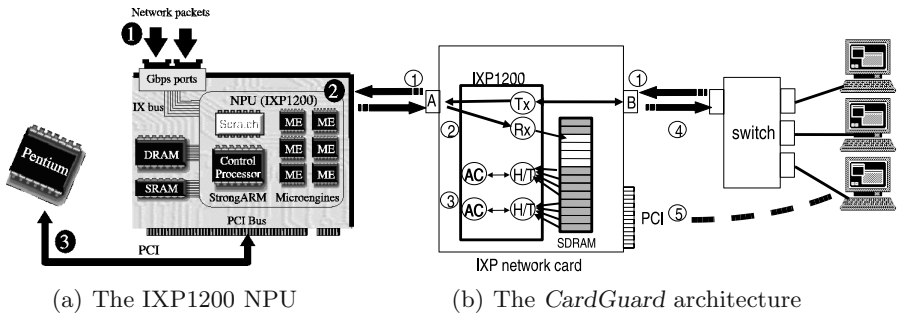 Network packets
1
Gbps ports
2
IX bus
NPU (IXP1200)
Scratch
ME ME
DRAM
Control
Processor
ME ME
SRAM
ME ME
StrongARM Microengines
PCI Bus
Pentium
3
PCI
(a) The IXP1200 NPU
IXP1200
1
1
A
Tx
B
2
Rx
4
switch
AC
H/T
3
AC
H/T
PCI
5
SDRAM
IXP network card
(b) The CardGuard architecture